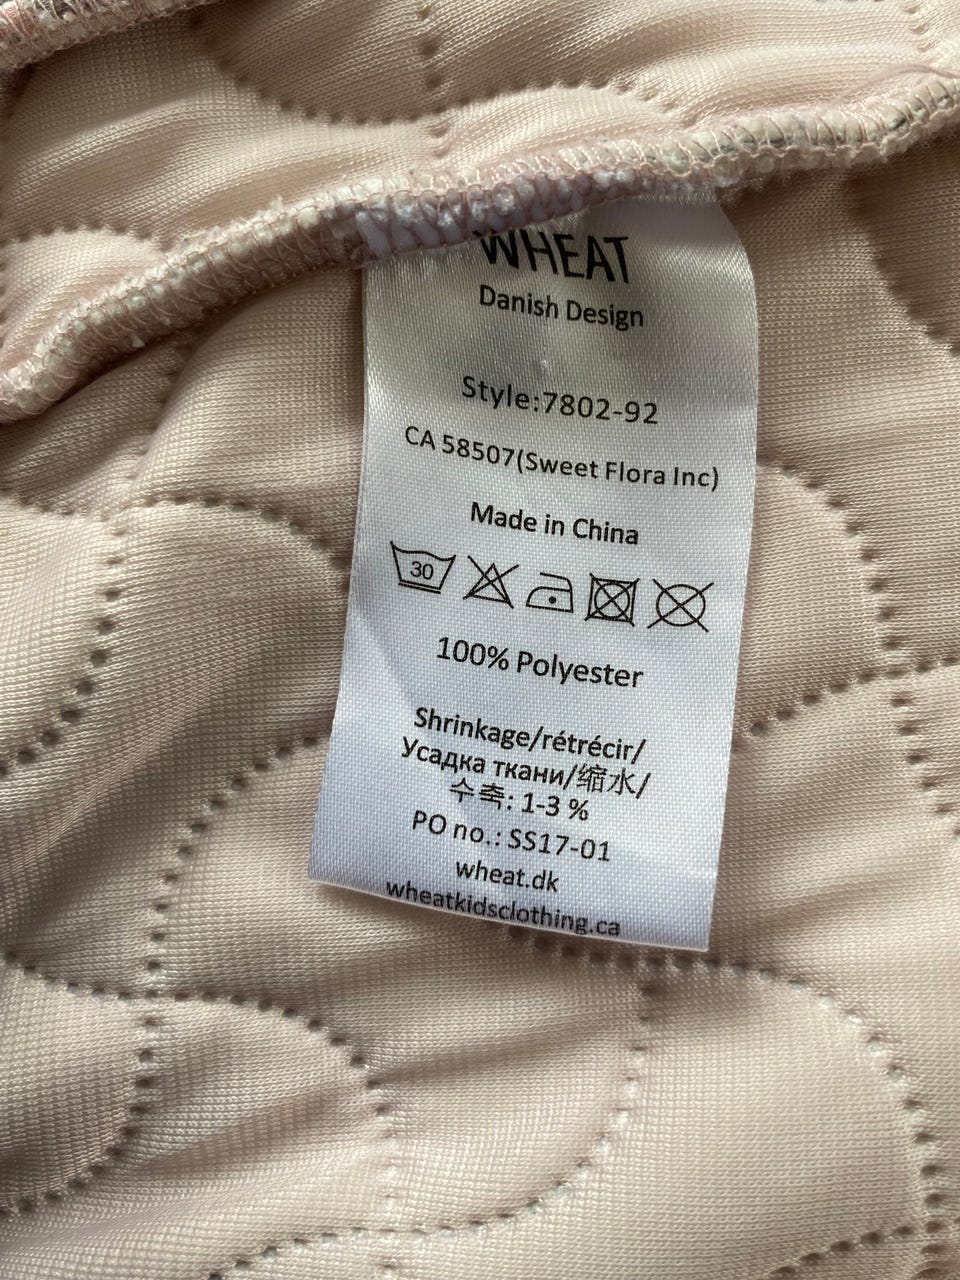 WHEAT
Danish Design
Style:7802-92
CA 58507(Sweet Flora Inc)
Made in China
30
100% Polyester
Shrinkage/rétrécir/
Усадка ткани/缩水/
수축: 1-3 %
PO no.: SS17-01
wheat.dk
wheatkidsclothing.ca